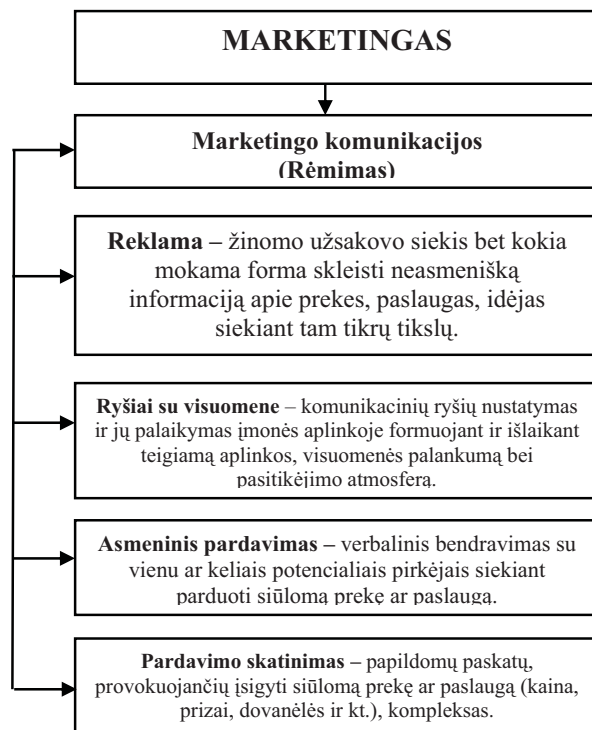 MARKETINGAS
Marketingo komunikacijos
(Rėmimas)
Reklama – žinomo užsakovo siekis bet kokia
mokama forma skleisti neasmenišką
informaciją apie prekes, paslaugas, idėjas
siekiant tam tikrų tikslų.
Ryšiai su visuomene – komunikacinių ryšių nustatymas
ir jų palaikymas įmonės aplinkoje formuojant ir išlaikant
teigiamą aplinkos, visuomenės palankumą bei
pasitikėjimo atmosferą.
Asmeninis pardavimas – verbalinis bendravimas su
vienu ar keliais potencialiais pirkėjais siekiant
parduoti siūlomą prekę ar paslaugą.
Pardavimo skatinimas – papildomų paskatų,
provokuojančių įsigyti siūlomą prekę ar paslaugą (kaina,
prizai, dovanėlės ir kt.), kompleksas.